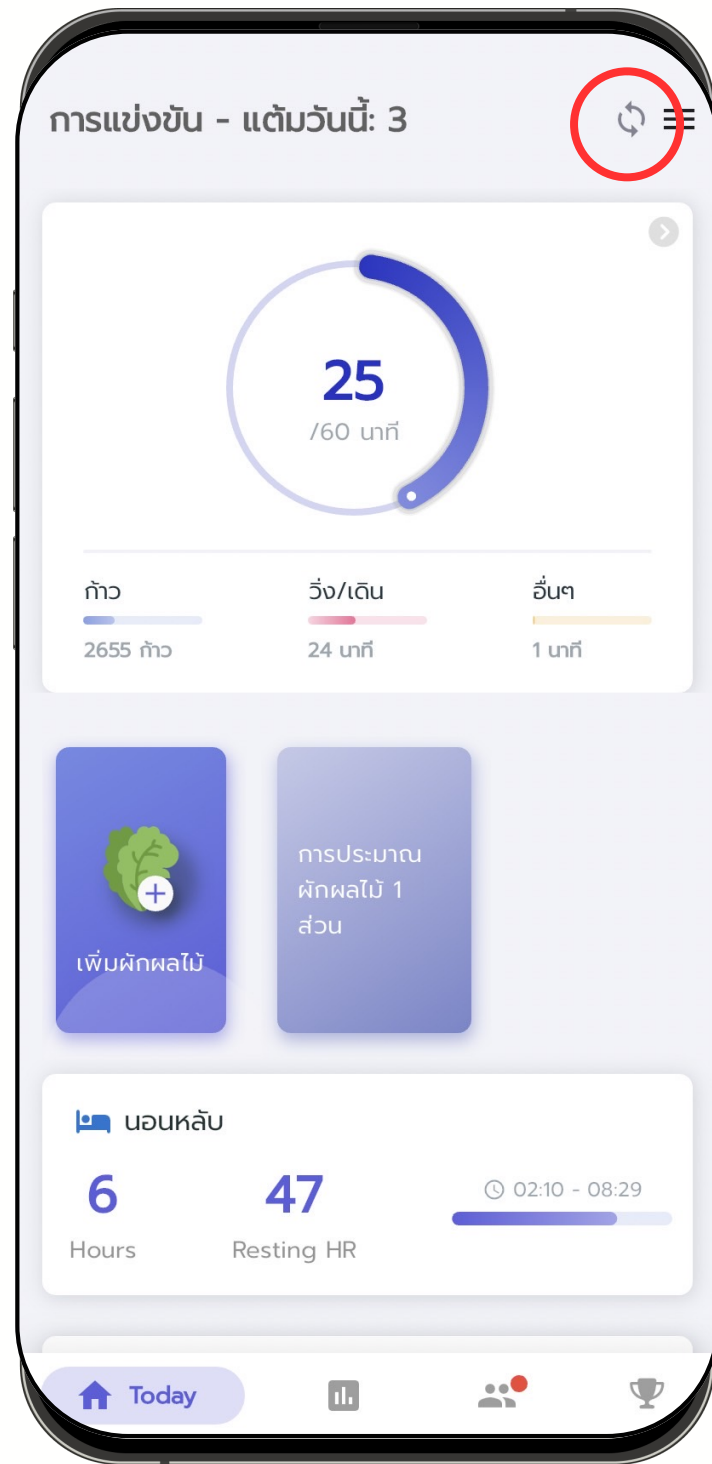 การแข่งขัน - แต้มวันนี้: 3
25
/60 นาที
ก้าว วิ่ง/เดิน อื่นๆ
2655 ก้าว 24 นาที 1 นาที
เพิ่มผักผลไม้
การประมาณ
ผักผลไม้ 1
ส่วน
นอนหลับ
6 47 02:10 - 08:29
Hours Resting HR
Today